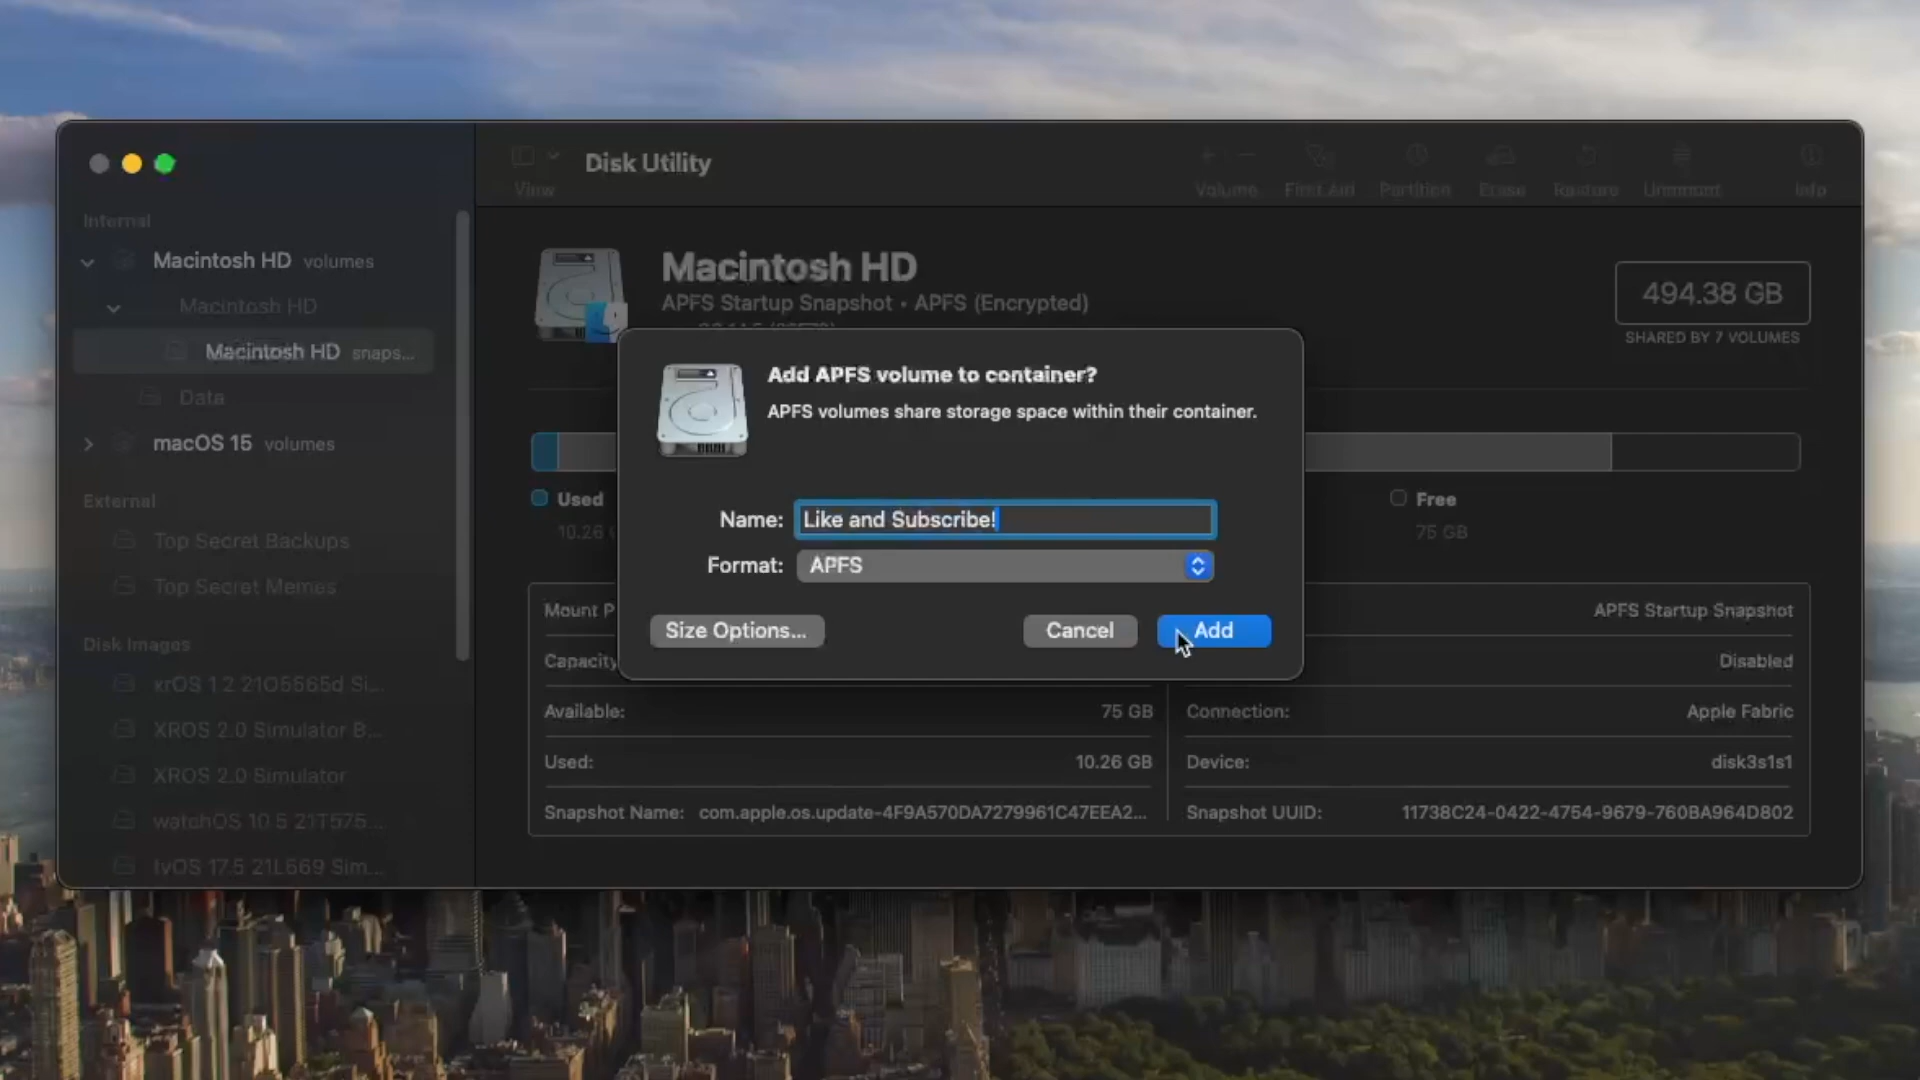 Disk Utility
View
Volume
First Aid
Partition
Erase
Restore
Unmount
Info
Internal
Macintosh HD volumes
Macintosh HD
Macintosh HD snaps...
Data
macOS 15 volumes
External
Top Secret Backups
Top Secret Memes
Disk Images
xrOS 1.2 21O5565d Si...
XROS 2.0 Simulator B...
XROS 2.0 Simulator
watchOS 10.5 21T575...
tvOS 17.5 21L569 Sim...
Macintosh HD
APFS Startup Snapshot • APFS (Encrypted)
494.38 GB
SHARED BY 7 VOLUMES
Add APFS volume to container?
APFS volumes share storage space within their container.
Name: Like and Subscribe!
Format: APFS
Size Options...
Cancel
Add
Used
10.26
Free
75 GB
Mount P
APFS Startup Snapshot
Capacity
Disabled
Available: 75 GB
Connection: Apple Fabric
Used: 10.26 GB
Device: disk3s1s1
Snapshot Name: com.apple.os.update-4F9A570DA7279961C47EEA2...
Snapshot UUID: 11738C24-0422-4754-9679-760BA964D802